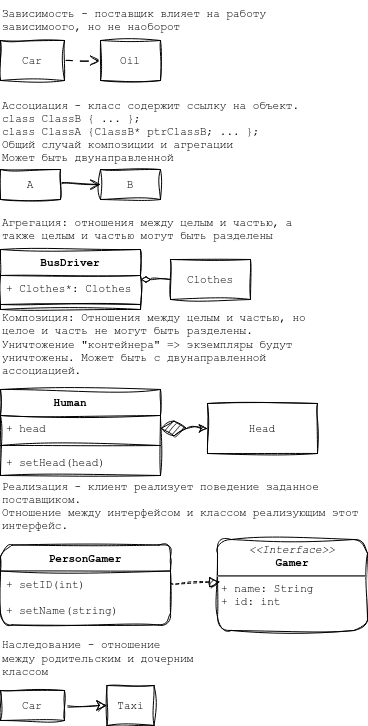 Зависимость - поставщик влияет на работу
зависимоого, но не наоборот
Car
Oil
Ассоциация - класс содержит ссылку на объект.
class ClassB { ... };
class ClassA {ClassB* ptrClassB; ... };
Общий случай композиции и агрегации
Может быть двунаправленной
A
B
Агрегация: отношения между целым и частью, а
также целым и частью могут быть разделены
BusDriver
+ Clothes*: Clothes
Clothes
Композиция: Отношения между целым и частью, но
целое и часть не могут быть разделены.
Уничтожение "контейнера" => экземпляры будут
уничтожены. Может быть с двунаправленной
ассоциацией.
Human
+ head
+ setHead(head)
Head
Реализация - клиент реализует поведение заданное
поставщиком.
Отношение между интерфейсом и классом реализующим этот
интерфейс.
PersonGamer
+ setID(int)
+ setName(string)
<<Interface>>
Gamer
+ name: String
+ id: int
Наследование - отношение
между родительским и дочерним
классом
Car
Taxi